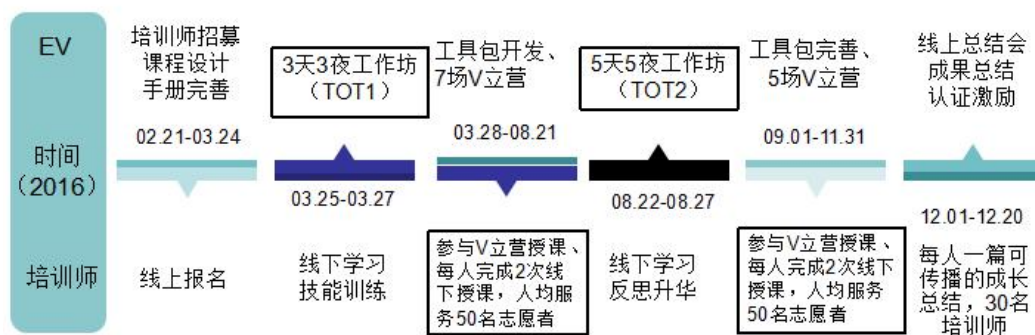 EV
时间
（2016）
培训师
培训师招募
课程设计
手册完善
02.21-03.24
线上报名
3天3夜工作坊
（TOT1）
03.25-03.27
线下学习
技能训练
工具包开发、
7场V立营
03.28-08.21
参与V立营授课、
每人完成2次线
下授课，人均服
务50名志愿者
5天5夜工作坊
（TOT2）
08.22-08.27
线下学习
反思升华
工具包完善、
5场V立营
09.01-11.31
参与V立营授课、
每人完成2次线下
授课，人均服务
50名志愿者
线上总结会
成果总结
认证激励
12.01-12.20
每人一篇可
传播的成长
总结，30名
培训师